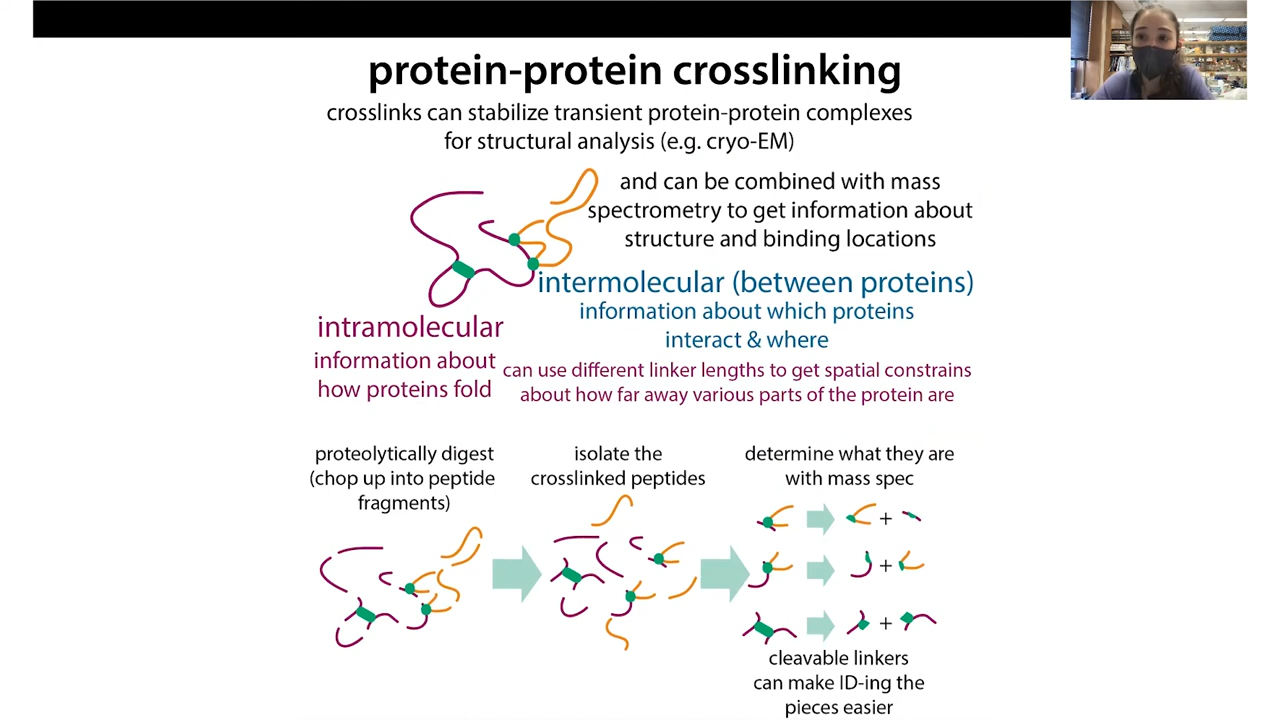 protein-protein crosslinking
crosslinks can stabilize transient protein-protein complexes
for structural analysis (e.g. cryo-EM)
and can be combined with mass
spectrometry to get information about
structure and binding locations
intermolecular (between proteins)
information about which proteins
interact & where
intramolecular
information about
how proteins fold
can use different linker lengths to get spatial constrains
about how far away various parts of the protein are
proteolytically digest
(chop up into peptide
fragments)
isolate the
crosslinked peptides
determine what they are
with mass spec
+
+
+
cleavable linkers
can make ID-ing the
pieces easier